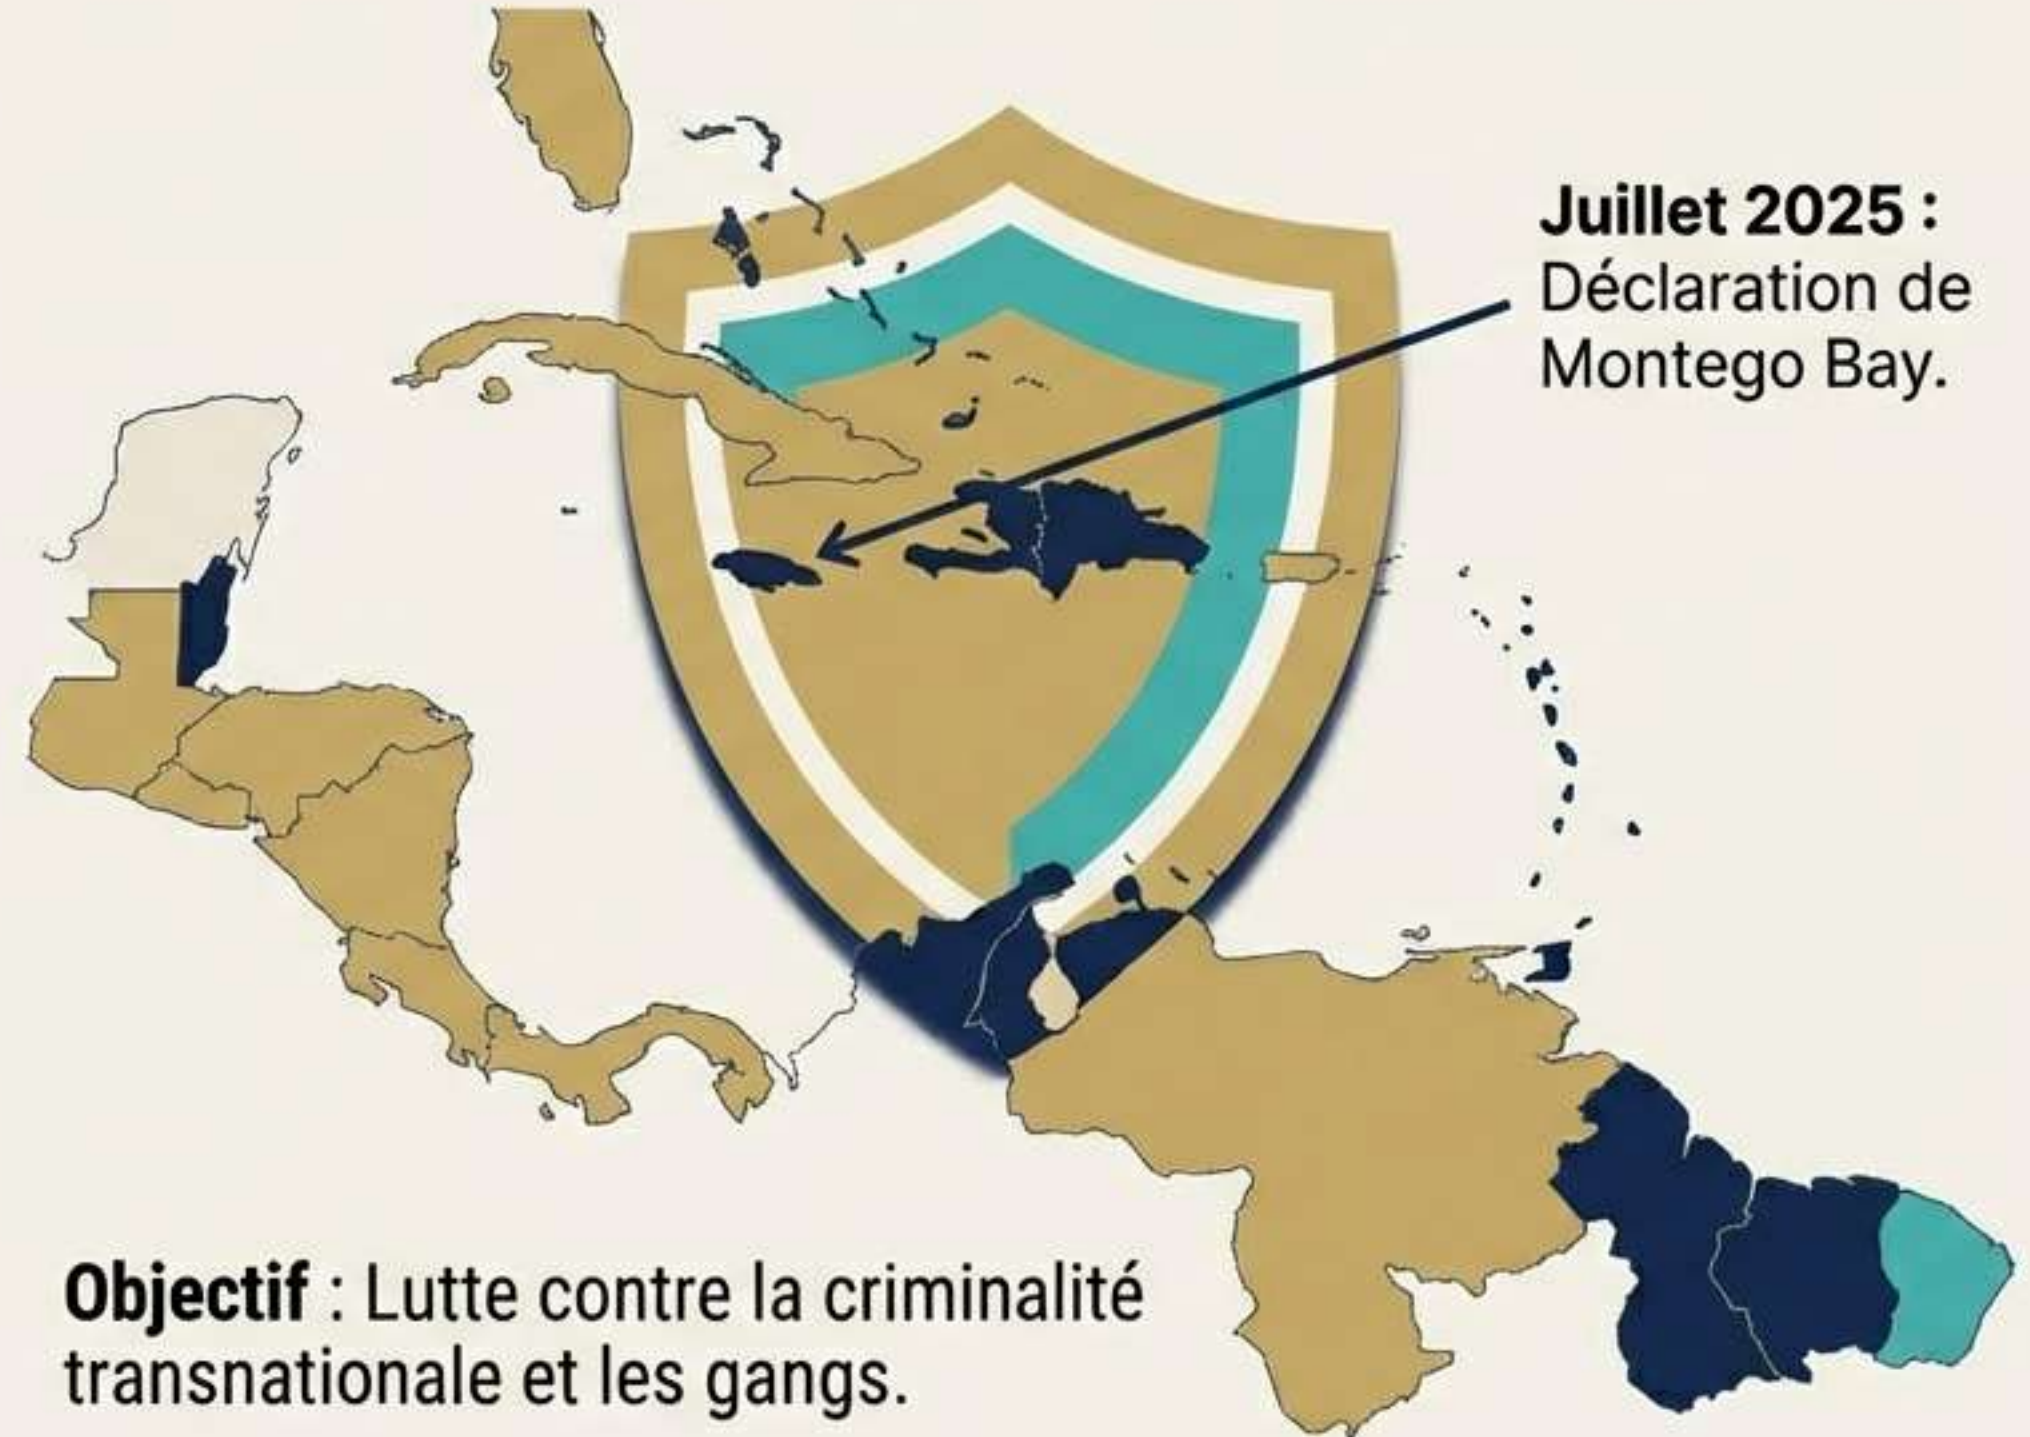 Juillet 2025 :
Déclaration de
Montego Bay.
Objectif : Lutte contre la criminalité
transnationale et les gangs.